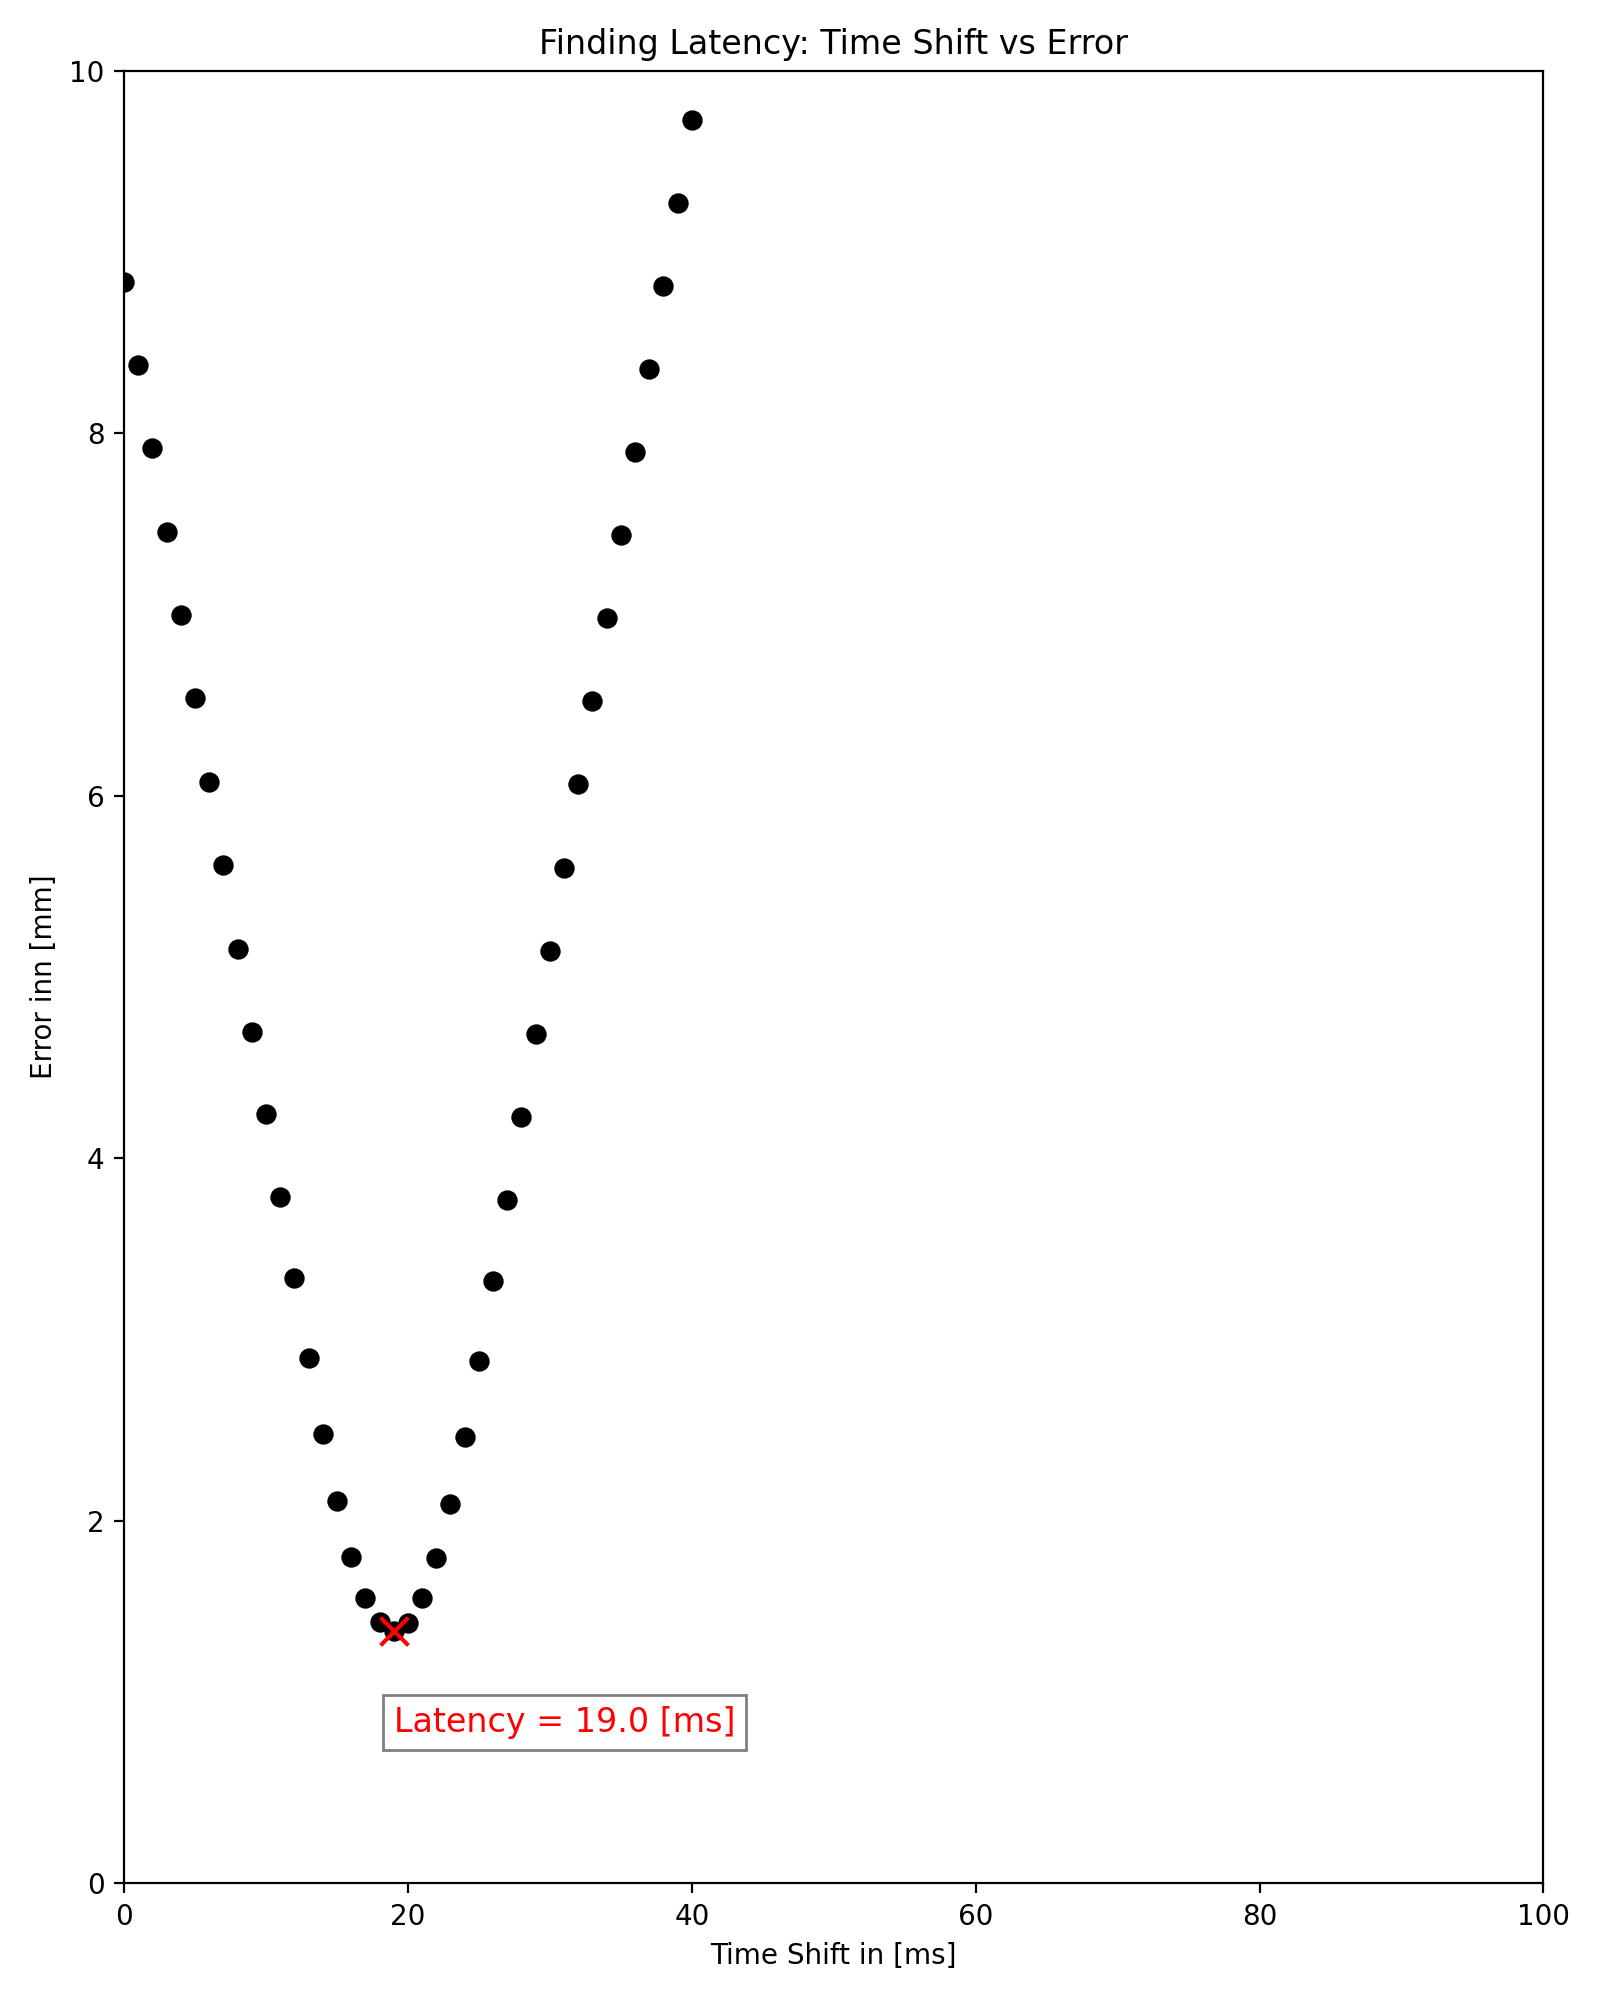 Finding Latency: Time Shift vs Error
10
8
6
4
2
0
Error inn [mm]
Latency = 19.0 [ms]
0 20 40 60 80 100
Time Shift in [ms]